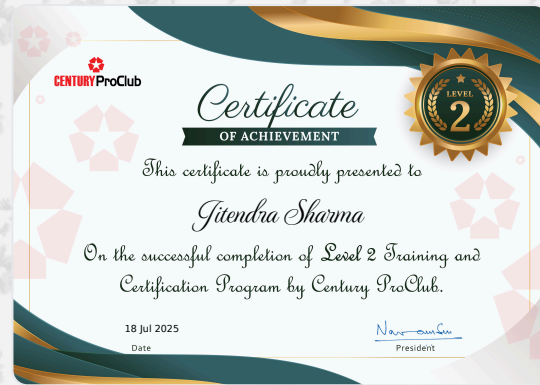 CENTURY ProClub
Certificate
OF ACHIEVEMENT
LEVEL
2
This certificate is proudly presented to
Jitendra Sharma
On the successful completion of Level 2 Training and
Certification Program by Century ProClub.
18 Jul 2025
Date
President